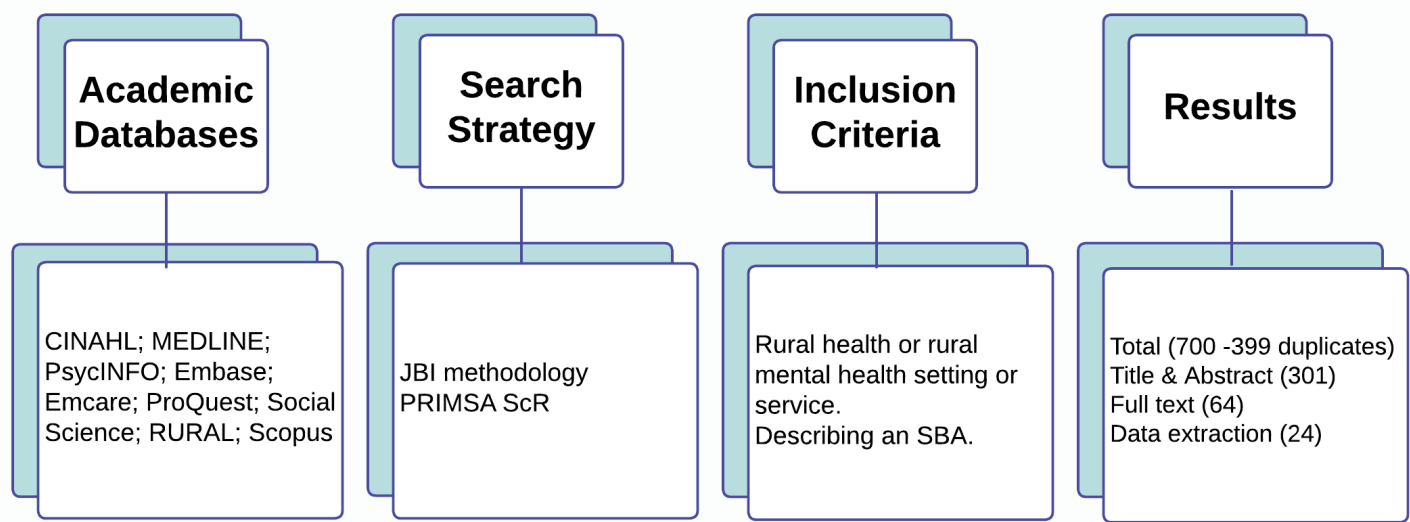 Academic
Databases
CINAHL; MEDLINE;
PsycINFO; Embase;
Emcare; ProQuest; Social
Science; RURAL; Scopus
Search
Strategy
JBI methodology
PRIMSA ScR
Inclusion
Criteria
Rural health or rural
mental health setting or
service.
Describing an SBA.
Results
Total (700 -399 duplicates)
Title & Abstract (301)
Full text (64)
Data extraction (24)